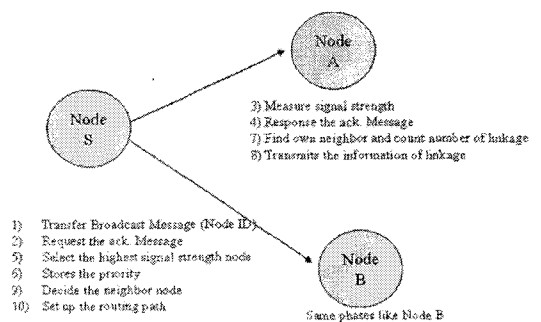 Node
A
3) Measure signal strength
4) Response the ack. Message
7) Find own neighbor and count number of linkage
8) Transmits the information of linkage
Node
S
1) Transfer Broadcast Message (Node ID)
2) Request the ack. Message
5) Select the highest signal strength node
6) Stores the priority
9) Decide the neighbor node
10) Set up the routing path
Node
B
Same phases like Node B